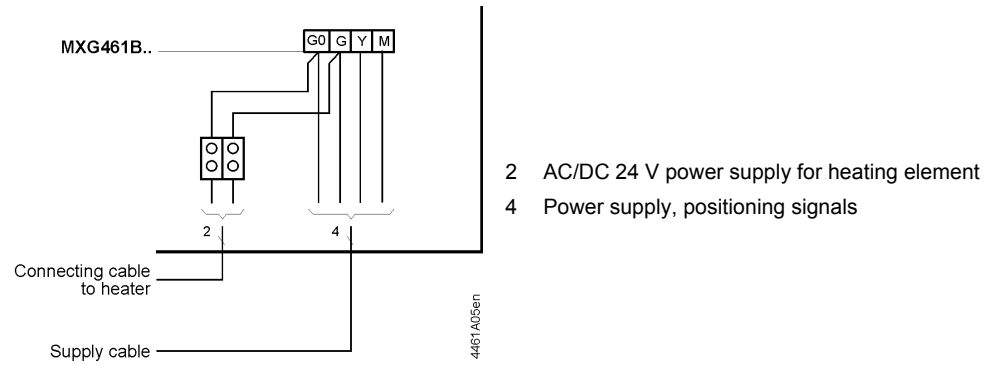 MXG461B..
G0 G Y M
2 AC/DC 24 V power supply for heating element
4 Power supply, positioning signals
2
4
Connecting cable
to heater
Supply cable
4461A05en